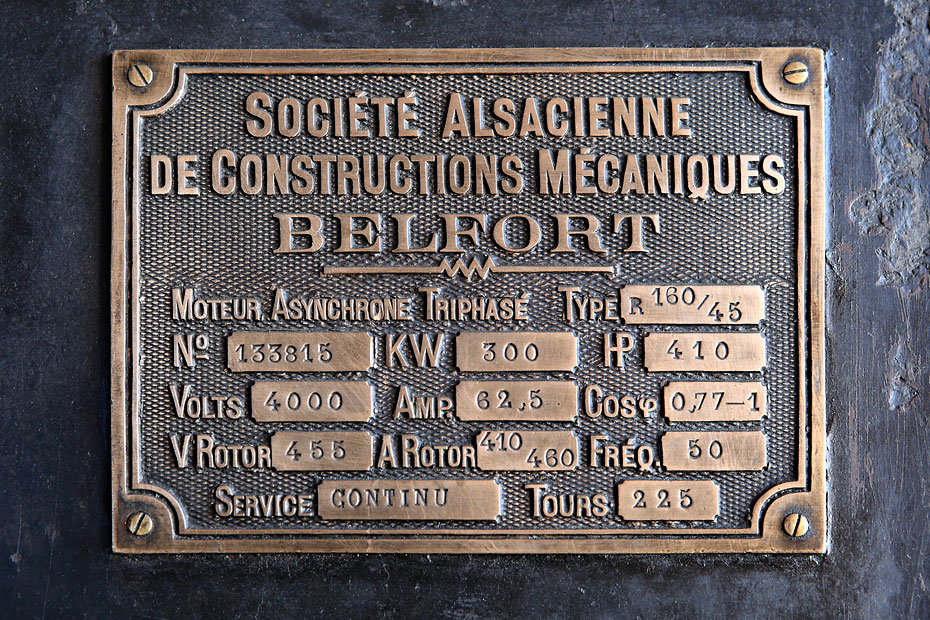 SOCIÉTÉ ALSACIENNE
DE CONSTRUCTIONS MÉCANIQUES
BELFORT
MOTEUR ASYNCHRONE TRIPHASÉ TYPE R 160/45
Nº 133815 KW 300 HP 410
VOLTS 4000 AMP. 62,5 COSφ 0,77-1
V ROTOR 455 A ROTOR 410 460 FRÉQ. 50
SERVICE CONTINU TOURS 225